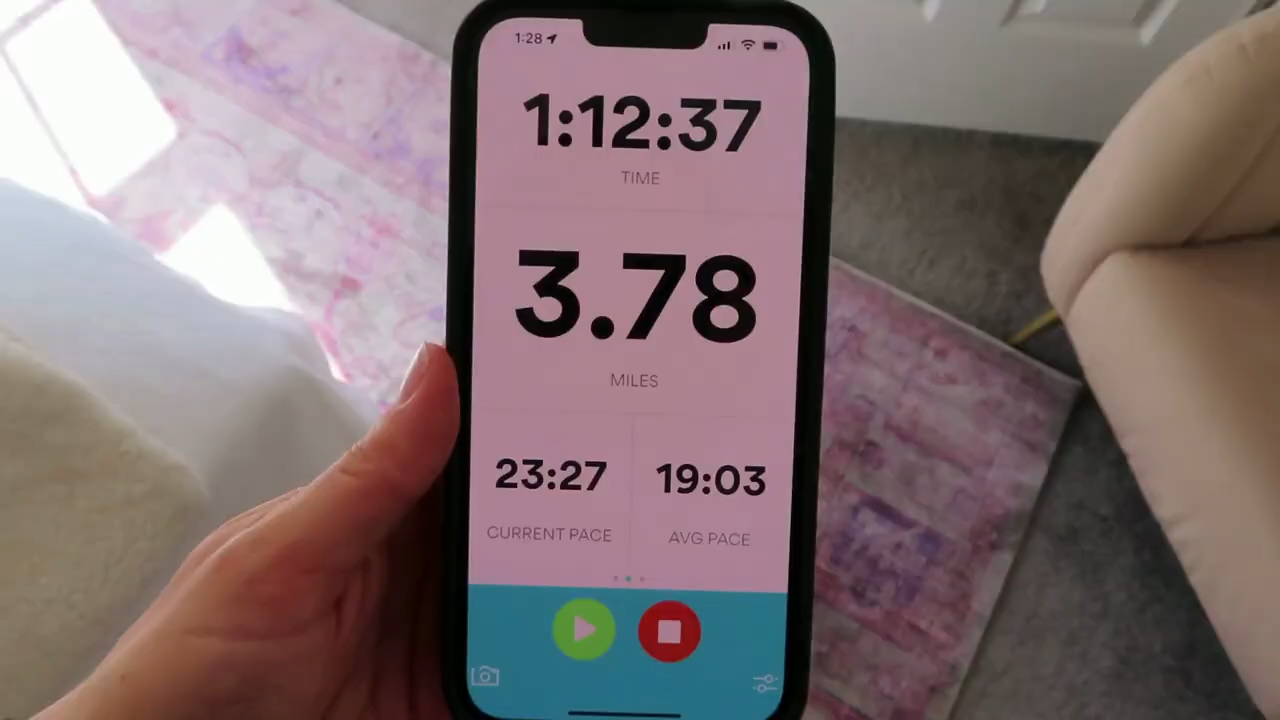 1:28
1:12:37
TIME
3.78
MILES
23:27 19:03
CURRENT PACE AVG PACE